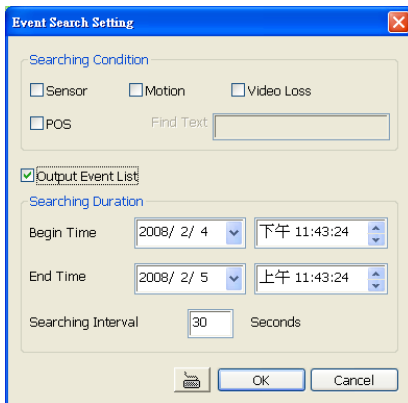 Event Search Setting
Searching Condition
Sensor Motion Video Loss
POS Find Text
Output Event List
Searching Duration
Begin Time 2008/ 2/ 4 下午 11:43:24
End Time 2008/ 2/ 5 上午 11:43:24
Searching Interval 30 Seconds
OK Cancel